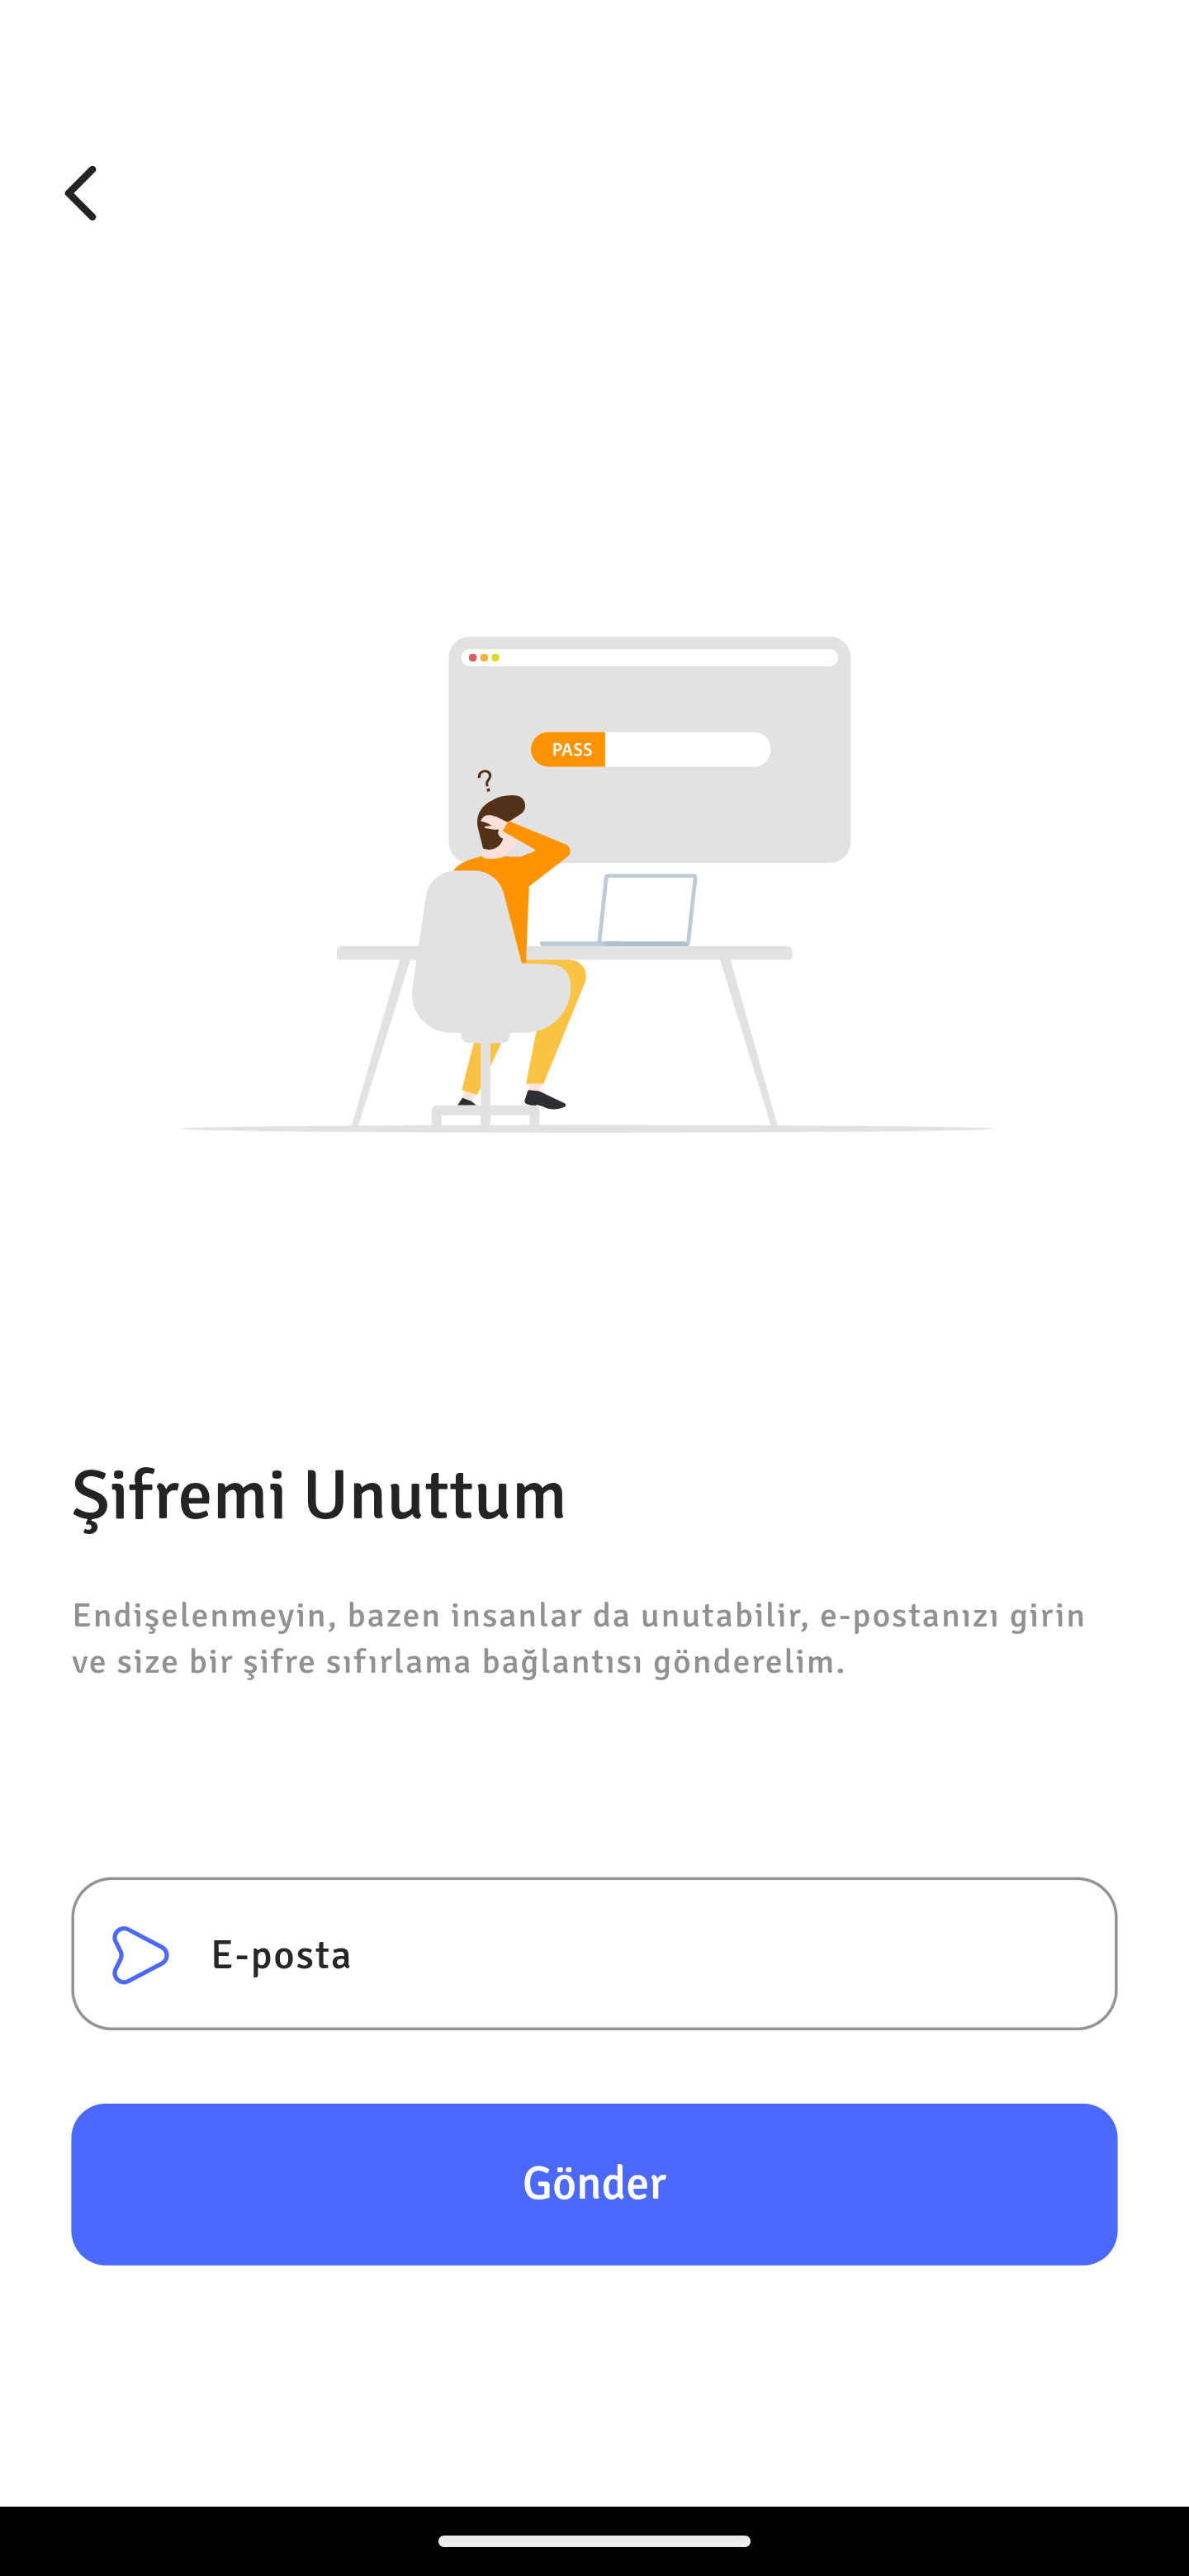 PASS
?
Şifremi Unuttum
Endişelenmeyin, bazen insanlar da unutabilir, e-postanızı girin
ve size bir şifre sıfırlama bağlantısı gönderelim.
E-posta
Gönder